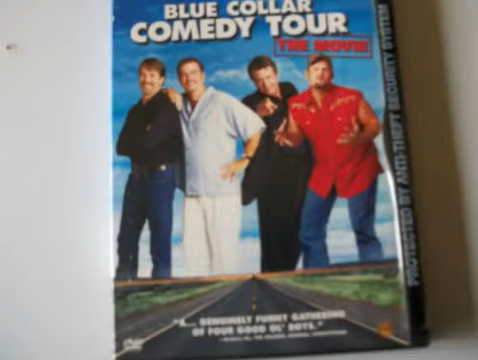 BLUE COLLAR
COMEDY TOUR
THE MOVIE
"A... GENUINELY FUNNY GATHERING
OF FOUR GOOD OL' BOYS."
DVD
PROTECTED BY ANTI-THEFT SECURITY SYSTEM